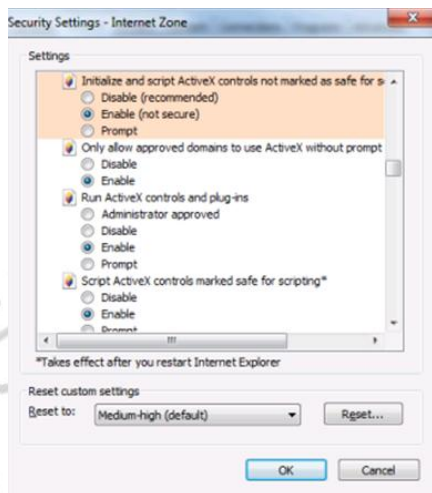 Security Settings - Internet Zone
Settings
Initialize and script ActiveX controls not marked as safe for s
Disable (recommended)
Enable (not secure)
Prompt
Only allow approved domains to use ActiveX without prompt
Disable
Enable
Run ActiveX controls and plug-ins
Administrator approved
Disable
Enable
Prompt
Script ActiveX controls marked safe for scripting*
Disable
Enable
Prompt
*Takes effect after you restart Internet Explorer
Reset custom settings
Reset to:
Medium-high (default)
Reset...
OK
Cancel